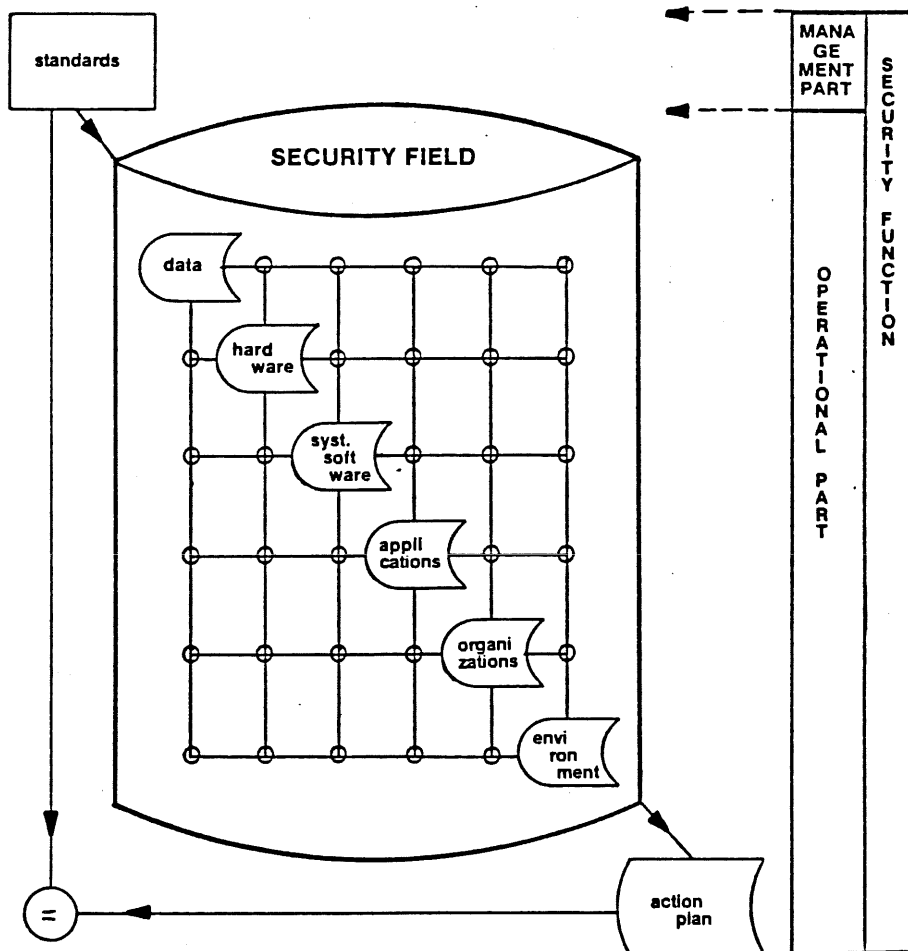 standards
SECURITY FIELD
data
hard
ware
syst.
soft
ware
appli
cations
organi
zations
envi
ron
ment
action
plan
=
MANA
GE
MENT
PART
OPERATIONAL PART
SECURITY FUNCTION